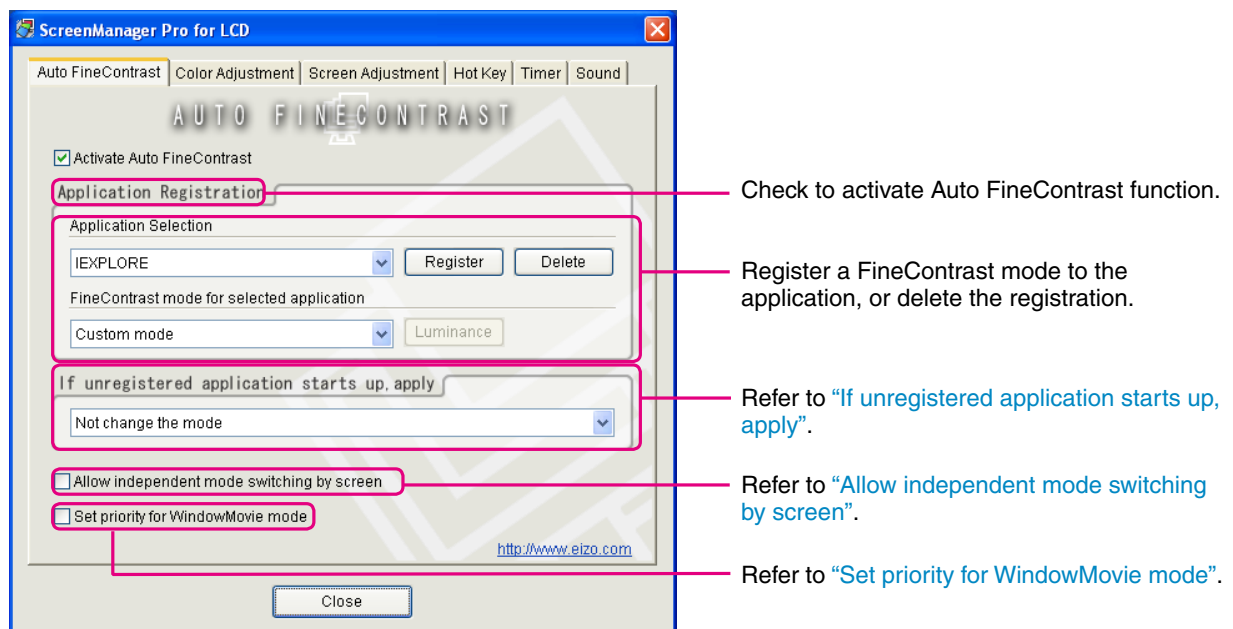 ScreenManager Pro for LCD
Auto FineContrast Color Adjustment Screen Adjustment Hot Key Timer Sound
AUTO FINECONTRAST
Activate Auto FineContrast
Application Registration
Application Selection
IEXPLORE Register Delete
FineContrast mode for selected application
Custom mode Luminance
If unregistered application starts up, apply
Not change the mode
Allow independent mode switching by screen
Set priority for WindowMovie mode
http://www.eizo.com
Close
Check to activate Auto FineContrast function.
Register a FineContrast mode to the
application, or delete the registration.
Refer to “If unregistered application starts up,
apply”.
Refer to “Allow independent mode switching
by screen”.
Refer to “Set priority for WindowMovie mode”.